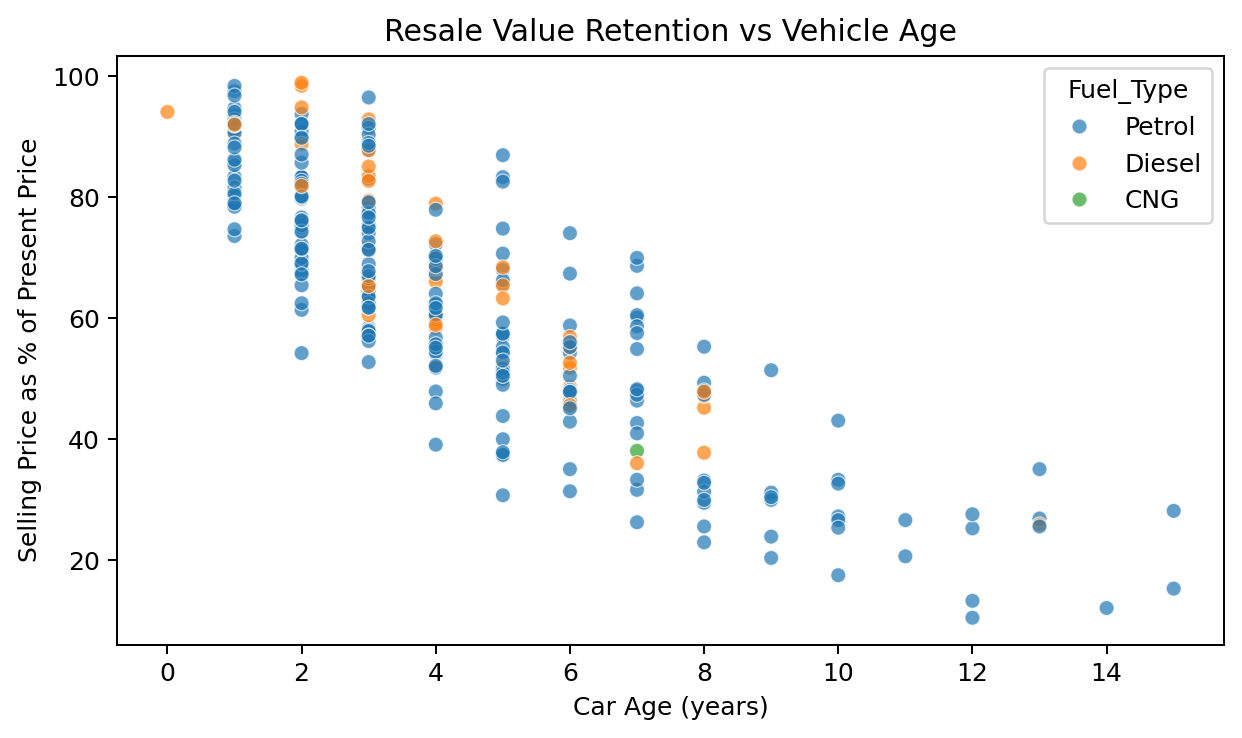 Resale Value Retention vs Vehicle Age
Selling Price as % of Present Price
100
80
60
40
20
Fuel_Type
Petrol
Diesel
CNG
0 2 4 6 8 10 12 14
Car Age (years)